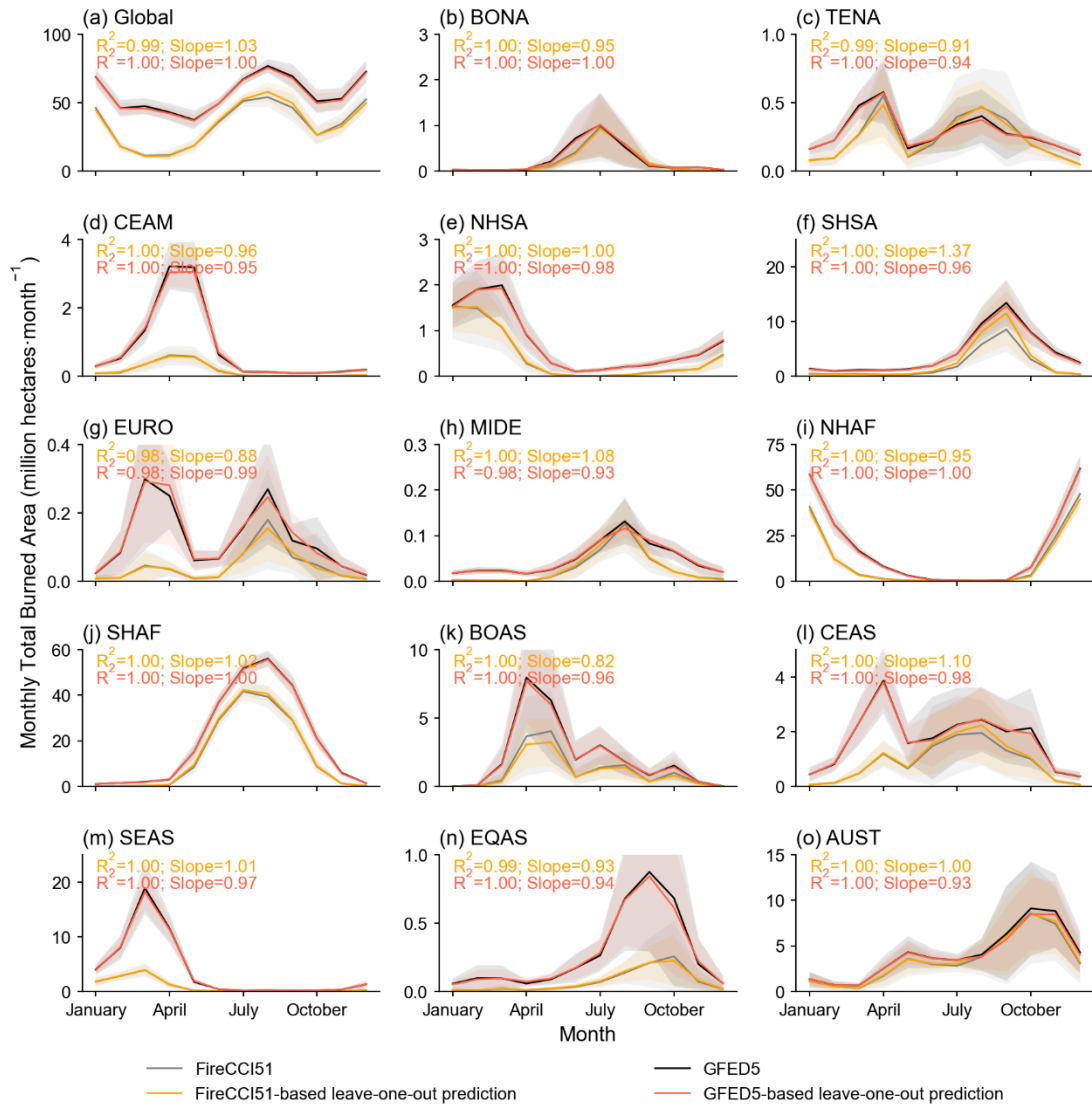 (a) Global
R²=0.99; Slope=1.03
R²=1.00; Slope=1.00
100
50
0
(b) BONA
R²=1.00; Slope=0.95
R²=1.00; Slope=1.00
3
2
1
0
(c) TENA
R²=0.99; Slope=0.91
R²=1.00; Slope=0.94
1.0
0.5
0.0
(d) CEAM
R²=1.00; Slope=0.96
R²=1.00; Slope=0.95
4
2
0
(e) NHSA
R²=1.00; Slope=1.00
R²=1.00; Slope=0.98
3
2
1
0
(f) SHSA
R²=1.00; Slope=1.37
R²=1.00; Slope=0.96
20
10
0
(g) EURO
R²=0.98; Slope=0.88
R²=0.98; Slope=0.99
0.4
0.2
0.0
(h) MIDE
R²=1.00; Slope=1.08
R²=0.98; Slope=0.93
0.4
0.3
0.2
0.1
0.0
(i) NHAF
R²=1.00; Slope=0.95
R²=1.00; Slope=1.00
75
50
25
0
Monthly Total Burned Area (million hectares·month⁻¹)
(j) SHAF
R²=1.00; Slope=1.02
R²=1.00; Slope=1.00
60
40
20
0
(k) BOAS
R²=1.00; Slope=0.82
R²=1.00; Slope=0.96
10
5
0
(l) CEAS
R²=1.00; Slope=1.10
R²=1.00; Slope=0.98
4
2
0
(m) SEAS
R²=1.00; Slope=1.01
R²=1.00; Slope=0.97
20
10
0
January April July October
(n) EQAS
R²=0.99; Slope=0.93
R²=1.00; Slope=0.94
1.0
0.5
0.0
January April July October
(o) AUST
R²=1.00; Slope=1.00
R²=1.00; Slope=0.93
15
10
5
0
January April July October
Month
FireCCI51
FireCCI51-based leave-one-out prediction
GFED5
GFED5-based leave-one-out prediction